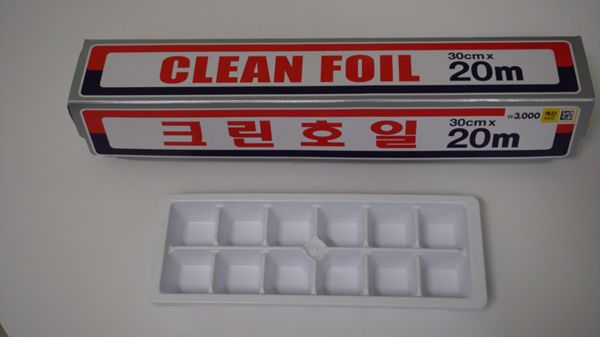 CLEAN FOIL
30cm x
20m
크린호일
30cm x
20m
₩3,000